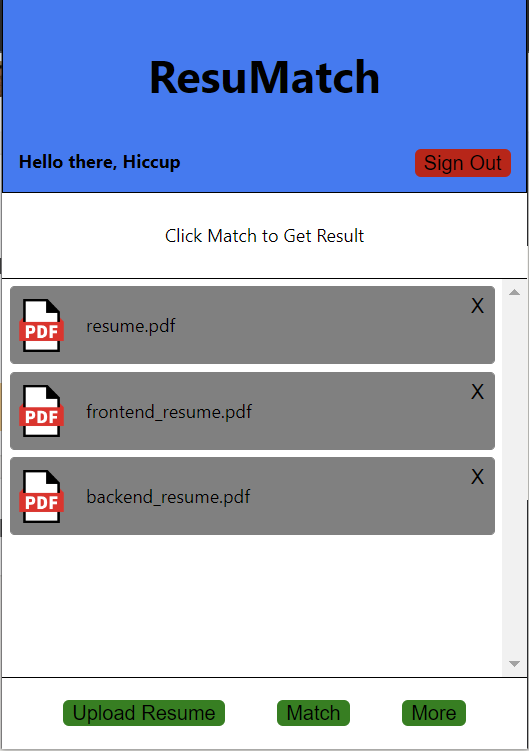 ResuMatch
Hello there, Hiccup
Sign Out
Click Match to Get Result
X
PDF
resume.pdf
X
PDF
frontend_resume.pdf
X
PDF
backend_resume.pdf
Upload Resume
Match
More